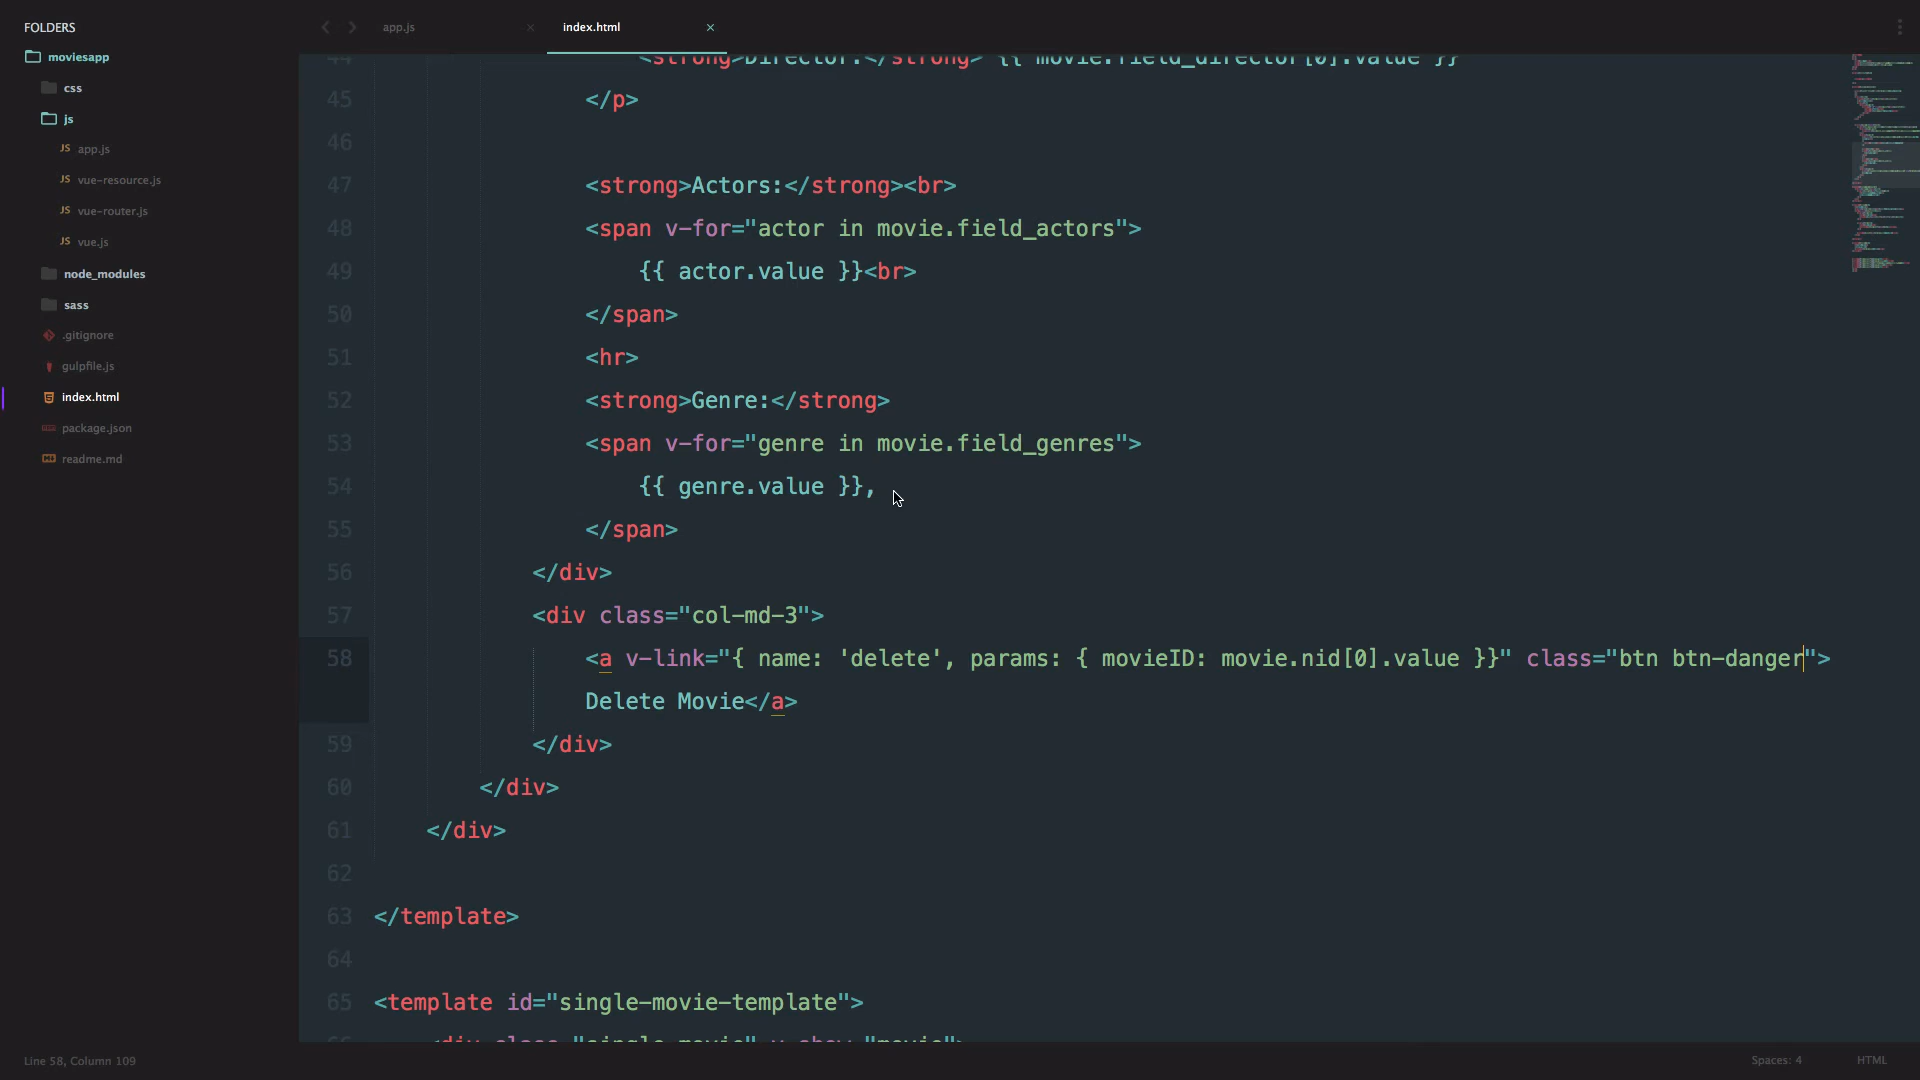 FOLDERS
moviesapp
css
js
JS app.js
JS vue-resource.js
JS vue-router.js
JS vue.js
node_modules
sass
.gitignore
gulpfile.js
index.html
package.json
readme.md
app.js
index.html
44 <strong>Director:</strong> {{ movie.field_director[0].value }}
45 </p>
46
47 <strong>Actors:</strong><br>
48 <span v-for="actor in movie.field_actors">
49 {{ actor.value }}<br>
50 </span>
51 <hr>
52 <strong>Genre:</strong>
53 <span v-for="genre in movie.field_genres">
54 {{ genre.value }},
55 </span>
56 </div>
57 <div class="col-md-3">
58 <a v-link="{ name: 'delete', params: { movieID: movie.nid[0].value }}" class="btn btn-danger">
Delete Movie</a>
59 </div>
60 </div>
61 </div>
62
63 </template>
64
65 <template id="single-movie-template">
66 <div class="single-movie" v-show="movie">
Line 58, Column 109
Spaces: 4
HTML